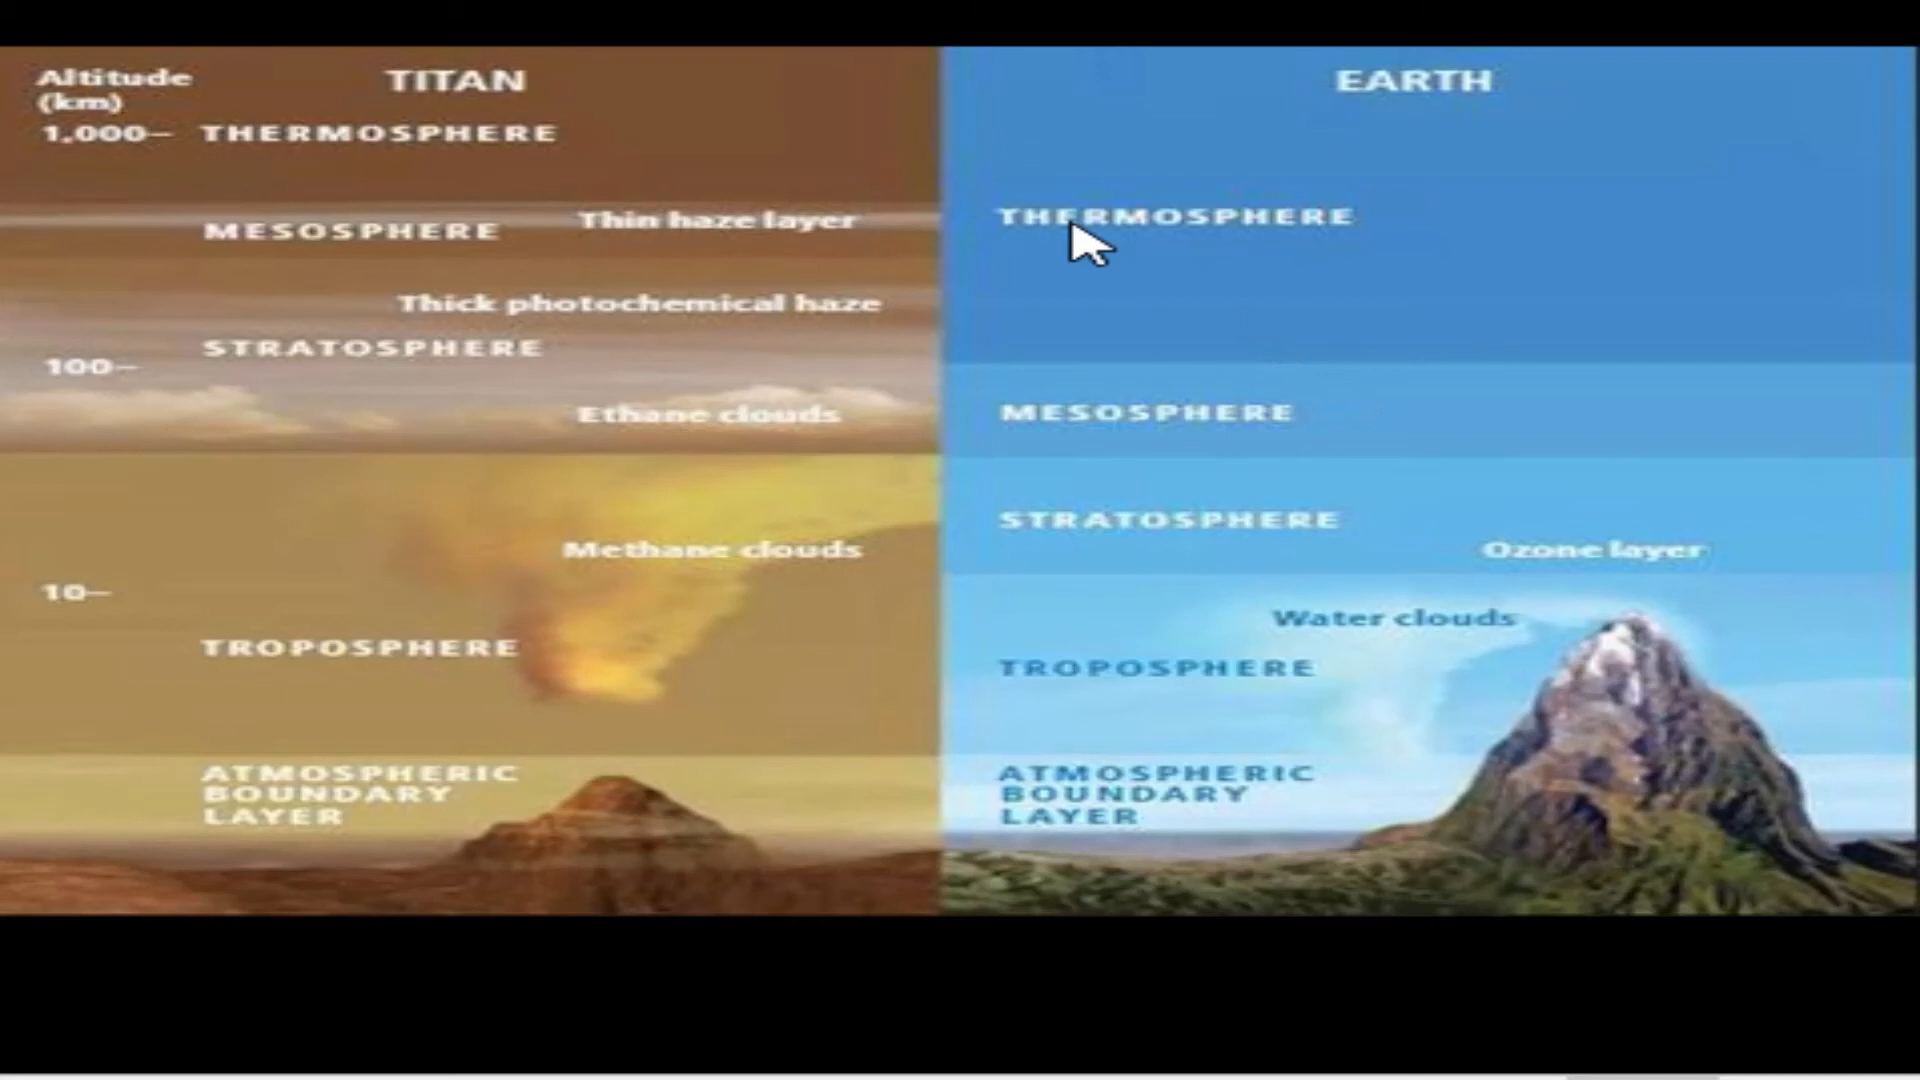 Altitude
(km)
TITAN
1,000– THERMOSPHERE
MESOSPHERE
Thin haze layer
Thick photochemical haze
STRATOSPHERE
100–
Ethane clouds
Methane clouds
10–
TROPOSPHERE
ATMOSPHERIC
BOUNDARY
LAYER
EARTH
THERMOSPHERE
MESOSPHERE
STRATOSPHERE
Ozone layer
Water clouds
TROPOSPHERE
ATMOSPHERIC
BOUNDARY
LAYER